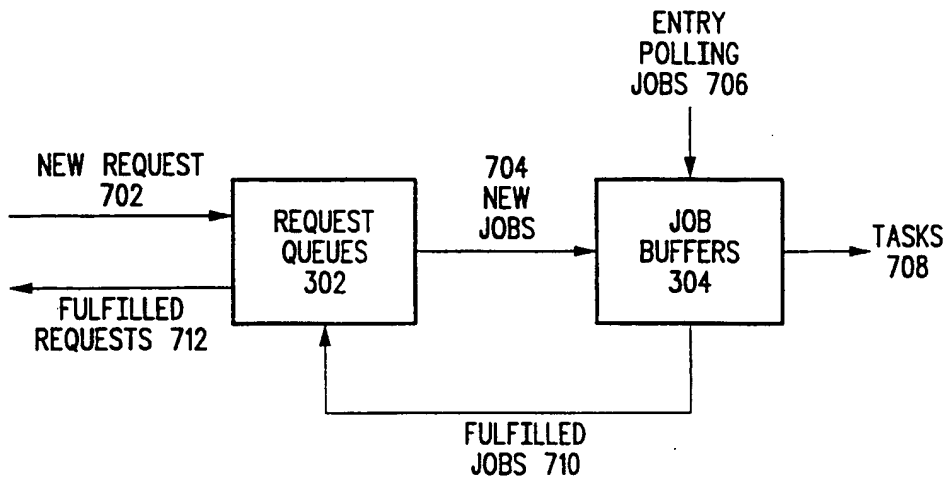 ENTRY
POLLING
JOBS 706
NEW REQUEST
702
704
NEW
JOBS
REQUEST
QUEUES
302
JOB
BUFFERS
304
TASKS
708
FULFILLED
REQUESTS 712
FULFILLED
JOBS 710